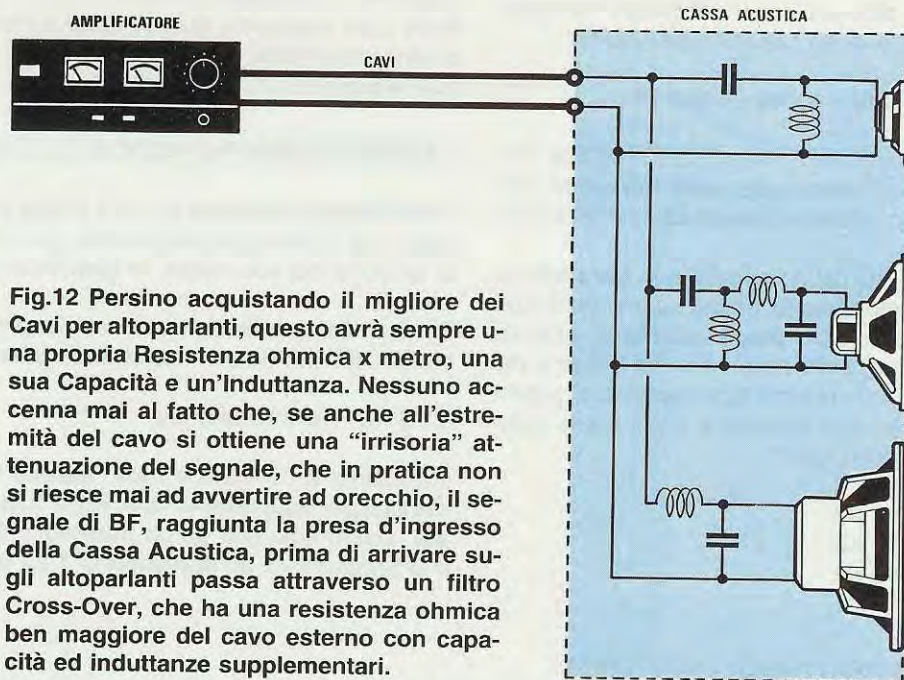 AMPLIFICATORE
CAVI
CASSA ACUSTICA
Fig.12 Persino acquistando il migliore dei
Cavi per altoparlanti, questo avrà sempre u-
na propria Resistenza ohmica x metro, una
sua Capacità e un'Induttanza. Nessuno ac-
cenna mai al fatto che, se anche all'estre-
mità del cavo si ottiene una "irrisoria" at-
tenuazione del segnale, che in pratica non
si riesce mai ad avvertire ad orecchio, il se-
gnale di BF, raggiunta la presa d'ingresso
della Cassa Acustica, prima di arrivare su-
gli altoparlanti passa attraverso un filtro
Cross-Over, che ha una resistenza ohmica
ben maggiore del cavo esterno con capa-
cità ed induttanze supplementari.